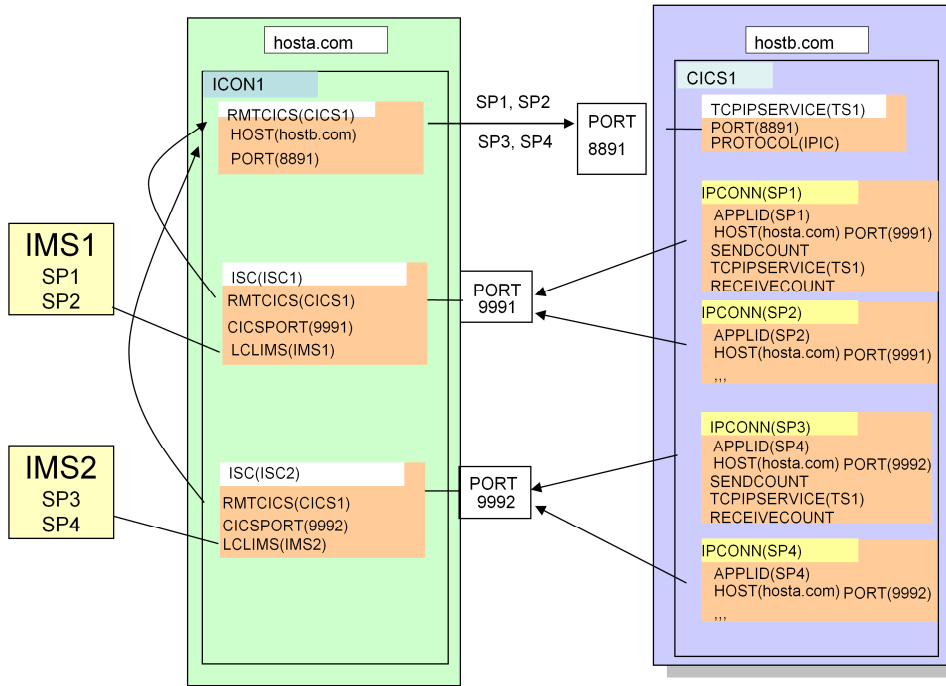 hosta.com
ICON1
RMTCICS(CICS1)
HOST(hostb.com)
PORT(8891)
SP1, SP2
SP3, SP4
PORT
8891
ISC(ISC1)
RMTCICS(CICS1)
CICSPORT(9991)
LCLIMS(IMS1)
PORT
9991
ISC(ISC2)
RMTCICS(CICS1)
CICSPORT(9992)
LCLIMS(IMS2)
PORT
9992
IMS1
SP1
SP2
IMS2
SP3
SP4
hostb.com
CICS1
TCPIPSERVICE(TS1)
PORT(8891)
PROTOCOL(IPIC)
IPCONN(SP1)
APPLID(SP1)
HOST(hosta.com) PORT(9991)
SENDCOUNT
TCPIPSERVICE(TS1)
RECEIVECOUNT
IPCONN(SP2)
APPLID(SP2)
HOST(hosta.com) PORT(9991)
,,,
IPCONN(SP3)
APPLID(SP4)
HOST(hosta.com) PORT(9992)
SENDCOUNT
TCPIPSERVICE(TS1)
RECEIVECOUNT
IPCONN(SP4)
APPLID(SP4)
HOST(hosta.com) PORT(9992)
,,,